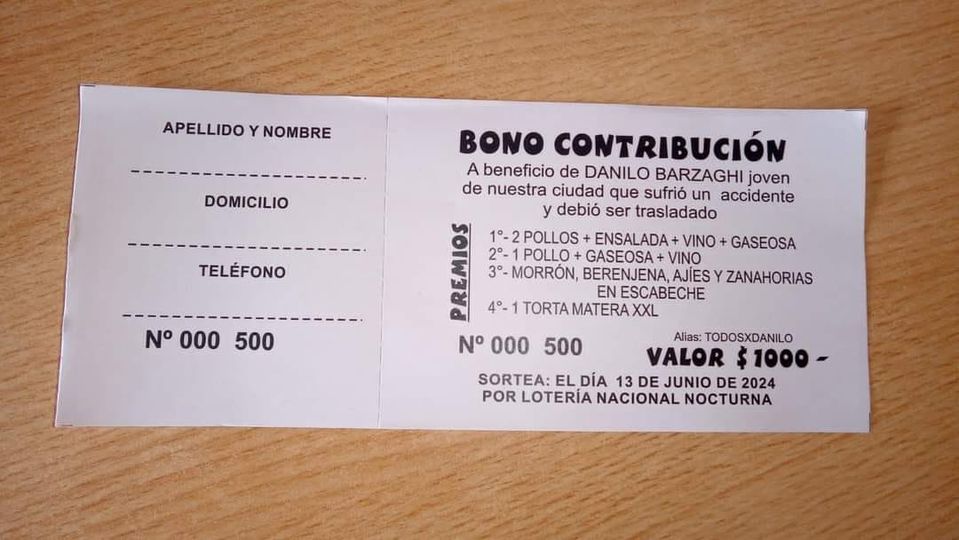 APELLIDO Y NOMBRE
DOMICILIO
TELÉFONO
Nº 000 500
BONO CONTRIBUCIÓN
A beneficio de DANILO BARZAGHI joven
de nuestra ciudad que sufrió un accidente
y debió ser trasladado
PREMIOS
1°- 2 POLLOS + ENSALADA + VINO + GASEOSA
2°- 1 POLLO + GASEOSA + VINO
3°- MORRÓN, BERENJENA, AJÍES Y ZANAHORIAS
EN ESCABECHE
4°- 1 TORTA MATERA XXL
Nº 000 500
Alias: TODOSXDANILO
VALOR $ 1000 -
SORTEA: EL DÍA 13 DE JUNIO DE 2024
POR LOTERÍA NACIONAL NOCTURNA